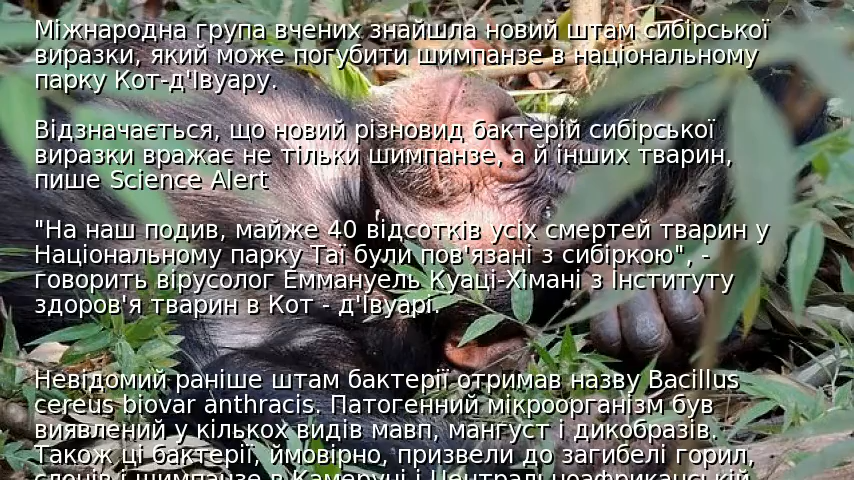 Міжнародна група вчених знайшла новий штам сибірської
виразки, який може погубити шимпанзе в національному
парку Кот-д'Івуару.
Відзначається, що новий різновид бактерій сибірської
виразки вражає не тільки шимпанзе, а й інших тварин,
пише Science Alert
"На наш подив, майже 40 відсотків усіх смертей тварин у
Національному парку Таї були пов'язані з сибіркою", -
говорить вірусолог Еммануель Куаці-Хімані з Інституту
здоров'я тварин в Кот - д'Івуарі.
Невідомий раніше штам бактерії отримав назву Bacillus
cereus biovar anthracis. Патогенний мікроорганізм був
виявлений у кількох видів мавп, мангуст і дикобразів.
Також ці бактерії, ймовірно, призвели до загибелі горил,
слонів і шимпанзе в Камеруні і Центральноафриканській